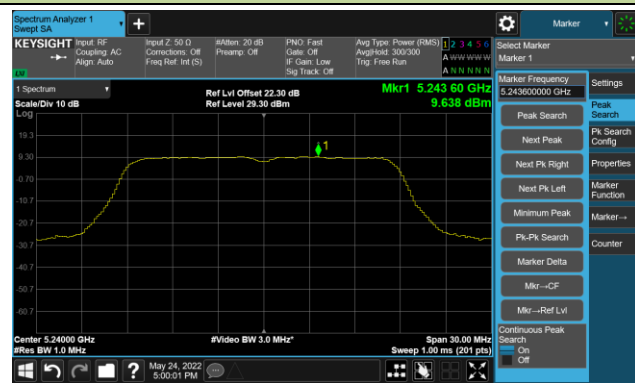 Spectrum Analyzer 1
Swept SA
Marker
KEYSIGHT
Input: RF
Coupling: AC
Align: Auto
Input Z: 50 Ω
Corrections: Off
Freq Ref: Int (S)
#Atten: 20 dB
Preamp: Off
PNO: Fast
Gate: Off
IF Gain: Low
Sig Track: Off
Avg Type: Power (RMS)
Avg|Hold: 300/300
Trig: Free Run
1 2 3 4 5 6
A W W W W W
A N N N N N
LXI
Select Marker
Marker 1
1 Spectrum
Scale/Div 10 dB
Log
Ref Lvl Offset 22.30 dB
Ref Level 29.30 dBm
Mkr1 5.243 60 GHz
9.638 dBm
1
19.3
9.30
-0.70
-10.7
-20.7
-30.7
-40.7
-50.7
-60.7
Center 5.24000 GHz
#Res BW 1.0 MHz
#Video BW 3.0 MHz*
Span 30.00 MHz
Sweep 1.00 ms (201 pts)
Marker Frequency
5.243600000 GHz
Peak Search
Next Peak
Next Pk Right
Next Pk Left
Minimum Peak
Pk-Pk Search
Marker Delta
Mkr→CF
Mkr→Ref Lvl
Continuous Peak
Search
On
Off
Settings
Peak
Search
Pk Search
Config
Properties
Marker
Function
Marker→
Counter
?
May 24, 2022
5:00:01 PM